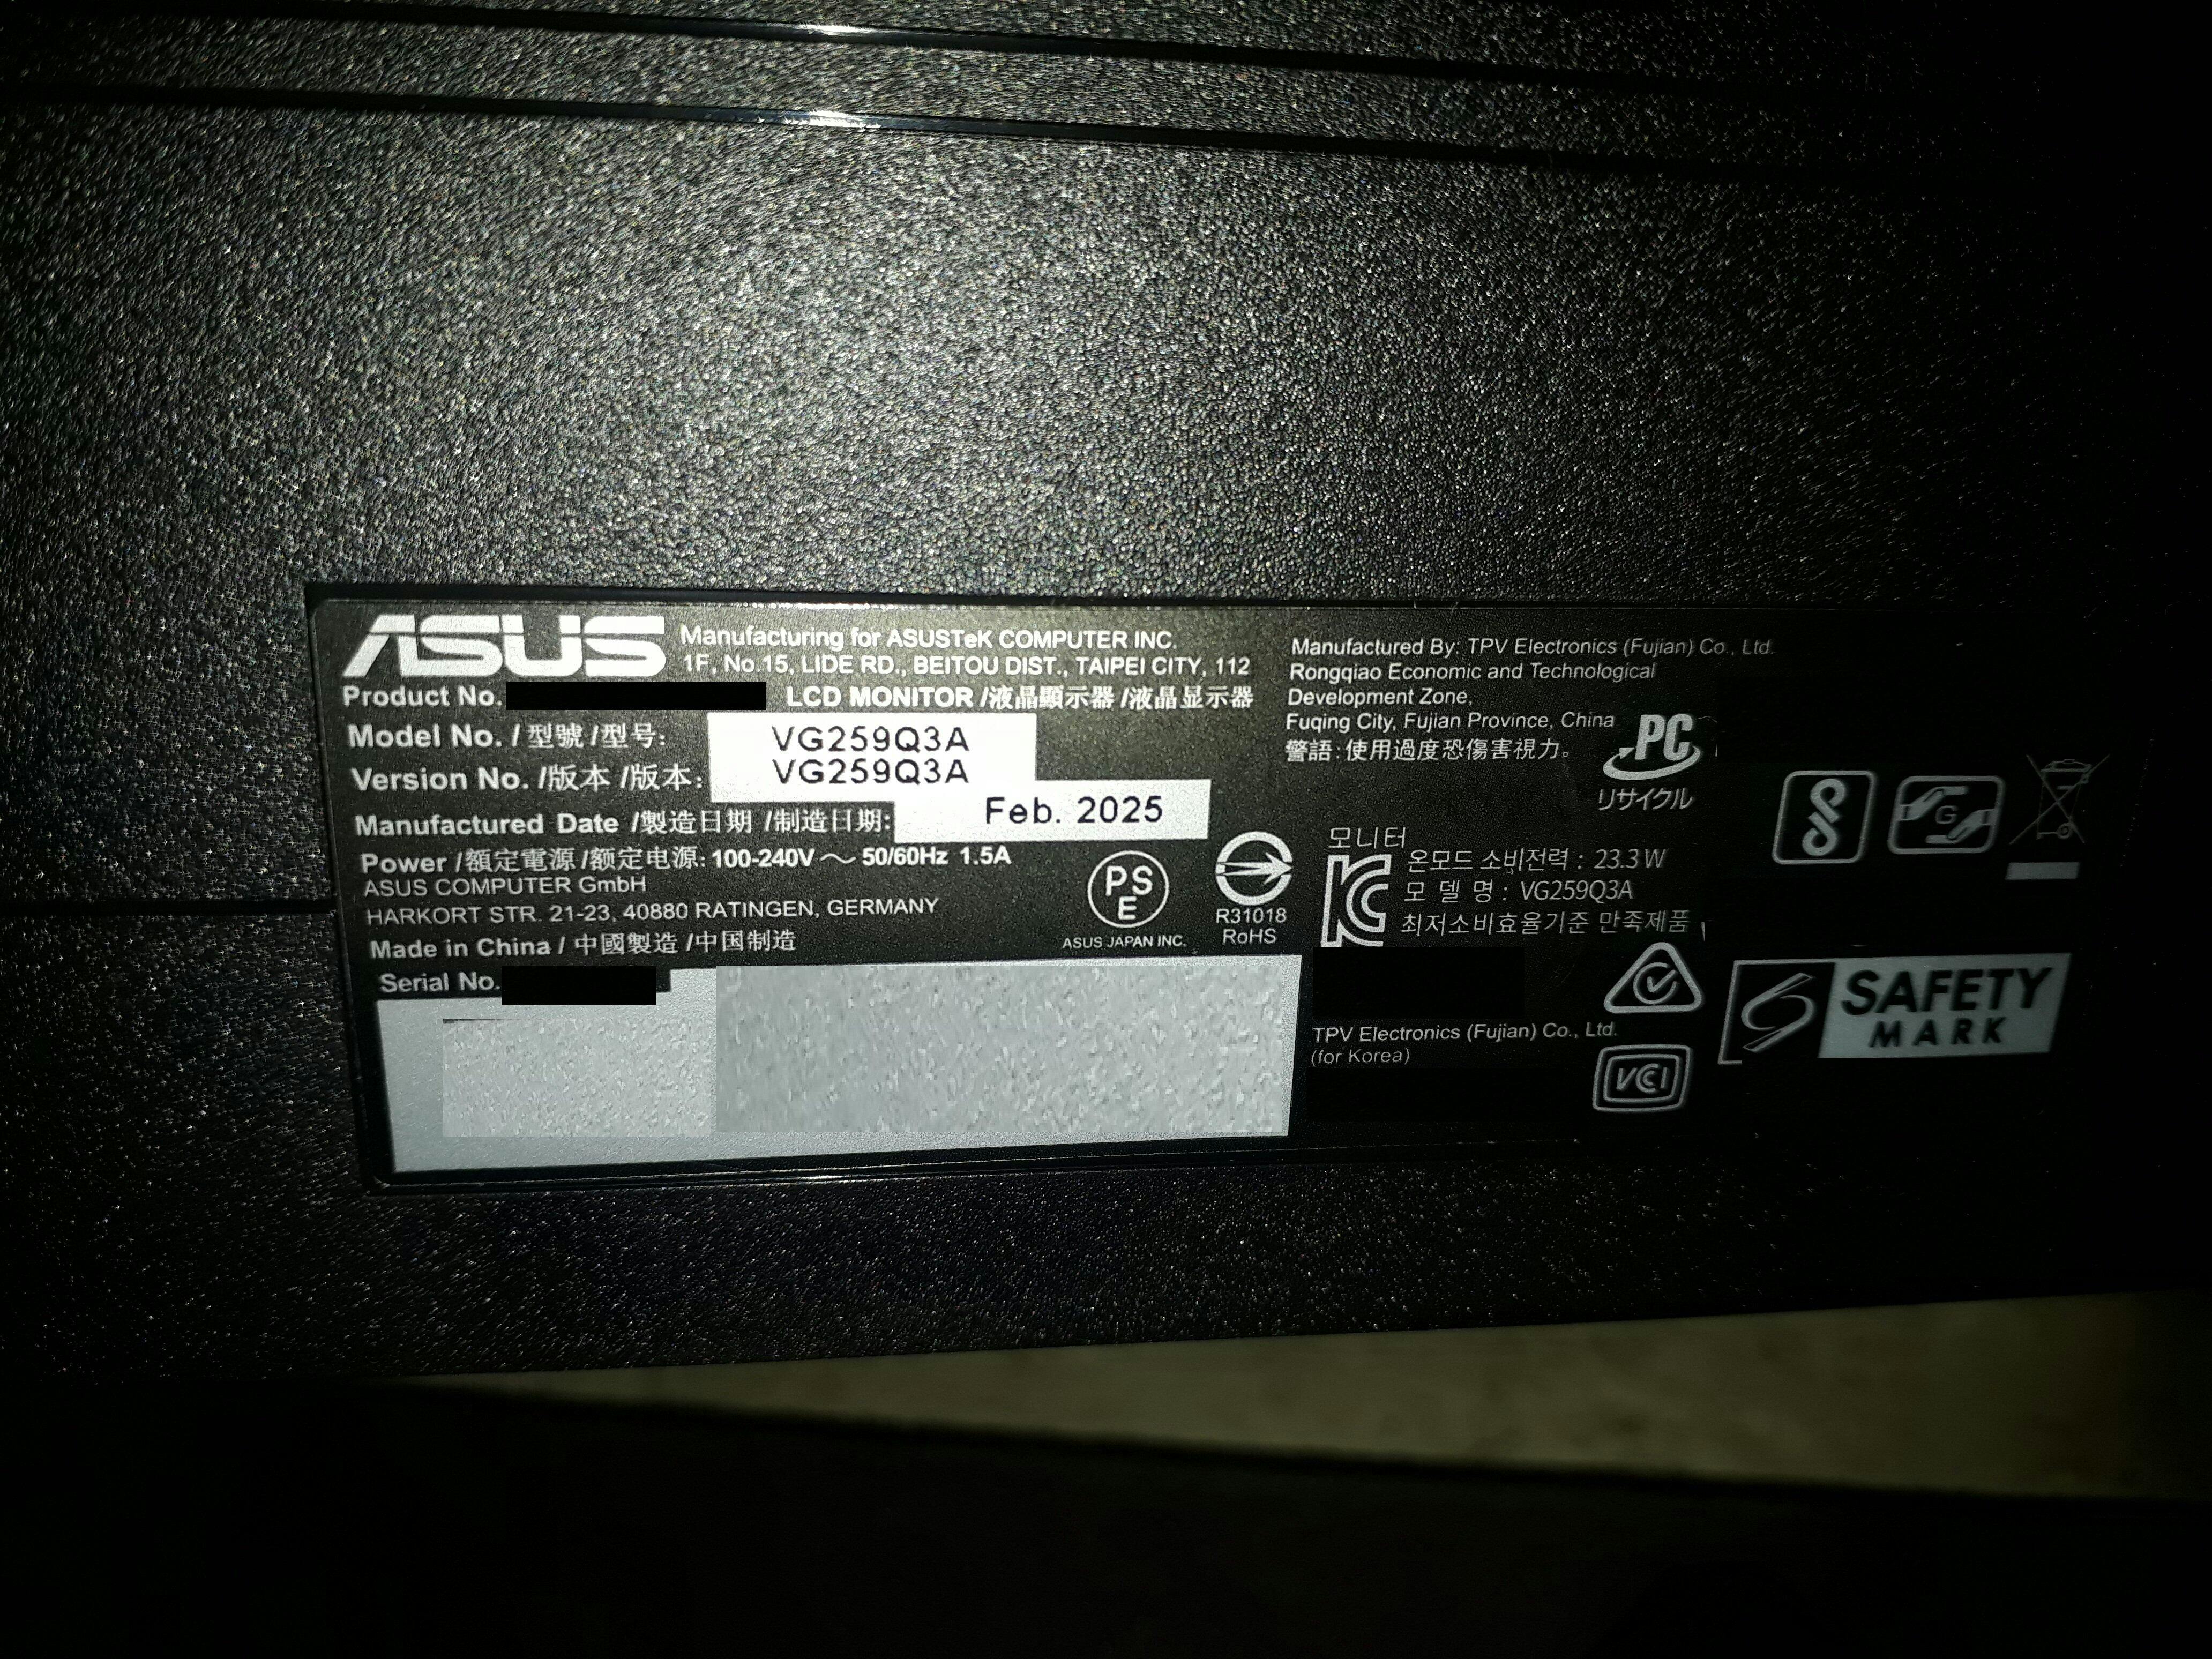 ASUS
Manufacturing for ASUSTeK COMPUTER INC.
1F, No.15, LIDE RD., BEITOU DIST., TAIPEI CITY, 112
Product No.
LCD MONITOR /液晶顯示器 /液晶显示器
Model No. / 型號 /型号: VG259Q3A
Version No. /版本 /版本: VG259Q3A
Manufactured Date /製造日期 /制造日期: Feb. 2025
Power /額定電源 /额定电源: 100-240V ～ 50/60Hz 1.5A
ASUS COMPUTER GmbH
HARKORT STR. 21-23, 40880 RATINGEN, GERMANY
Made in China / 中國製造 /中国制造
Serial No.
PS
E
ASUS JAPAN INC.
R31018
RoHS
Manufactured By: TPV Electronics (Fujian) Co., Ltd.
Rongqiao Economic and Technological
Development Zone,
Fuqing City, Fujian Province, China
警語: 使用過度恐傷害視力。
PC
リサイクル
모니터
온모드 소비전력 : 23.3 W
모 델 명 : VG259Q3A
최저소비효율기준 만족제품
TPV Electronics (Fujian) Co., Ltd.
(for Korea)
VCI
G
SAFETY
MARK